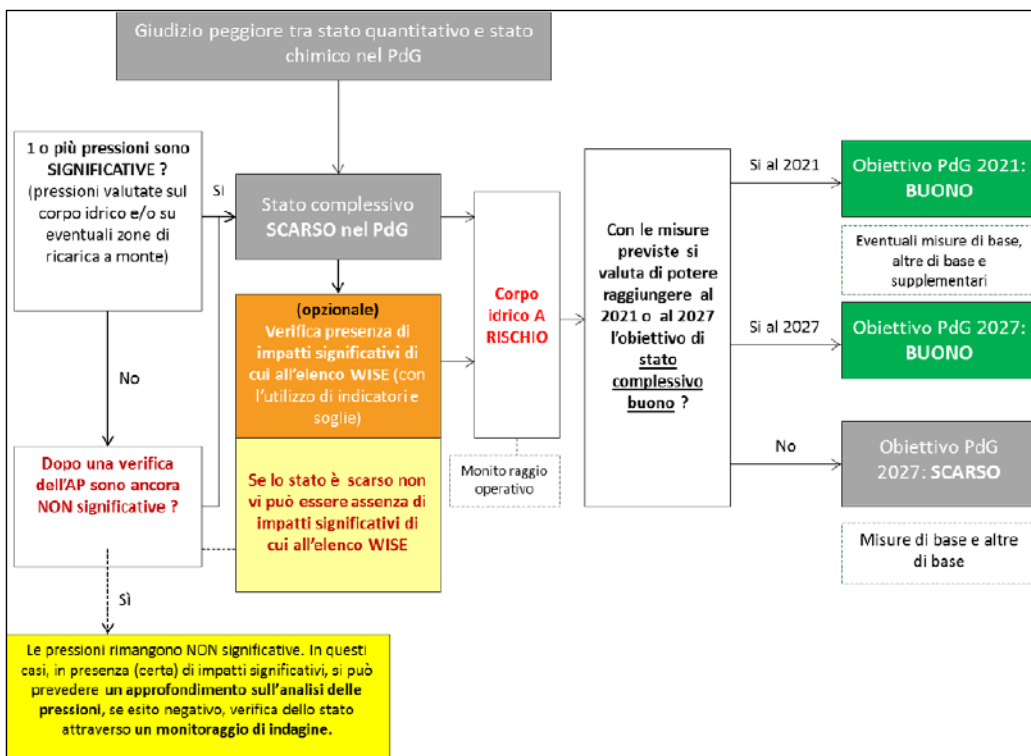 Giudizio peggiore tra stato quantitativo e stato
chimico nel PdG
1 o più pressioni sono
SIGNIFICATIVE ?
(pressioni valutate sul
corpo idrico e/o su
eventuali zone di
ricarica a monte)
Si
Stato complessivo
SCARSO nel PdG
(opzionale)
Verifica presenza di
impatti significativi di
cui all'elenco WISE (con
l'utilizzo di indicatori e
soglie)
Se lo stato è scarso non
vi può essere assenza di
impatti significativi di
cui all'elenco WISE
No
Dopo una verifica
dell'AP sono ancora
NON significative ?
Sì
Le pressioni rimangono NON significative. In questi
casi, in presenza (certa) di impatti significativi, si può
prevedere un approfondimento sull'analisi delle
pressioni, se esito negativo, verifica dello stato
attraverso un monitoraggio di indagine.
Corpo
idrico A
RISCHIO
Monito raggio
operativo
Con le misure
previste si
valuta di potere
raggiungere al
2021 o al 2027
l'obiettivo di
stato
complessivo
buono ?
Si al 2021
Obiettivo PdG 2021:
BUONO
Eventuali misure di base,
altre di base e
supplementari
Si al 2027
Obiettivo PdG 2027:
BUONO
No
Obiettivo PdG
2027: SCARSO
Misure di base e altre
di base